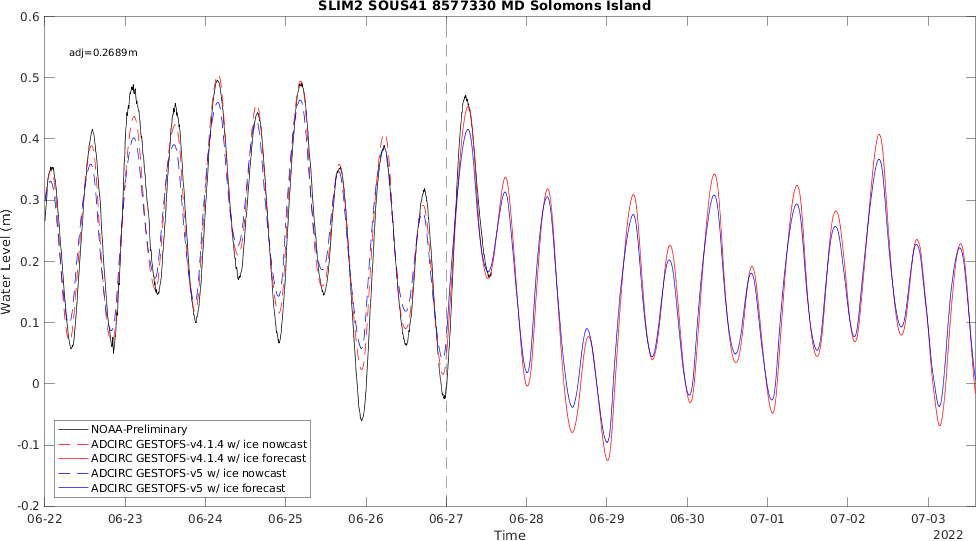 SLIM2 SOUS41 8577330 MD Solomons Island
0.6
adj=0.2689m
0.5
0.4
0.3
0.2
0.1
0
-0.1
-0.2
Water Level (m)
NOAA-Preliminary
ADCIRC GESTOFS-v4.1.4 w/ ice nowcast
ADCIRC GESTOFS-v4.1.4 w/ ice forecast
ADCIRC GESTOFS-v5 w/ ice nowcast
ADCIRC GESTOFS-v5 w/ ice forecast
06-22 06-23 06-24 06-25 06-26 06-27 06-28 06-29 06-30 07-01 07-02 07-03
Time
2022